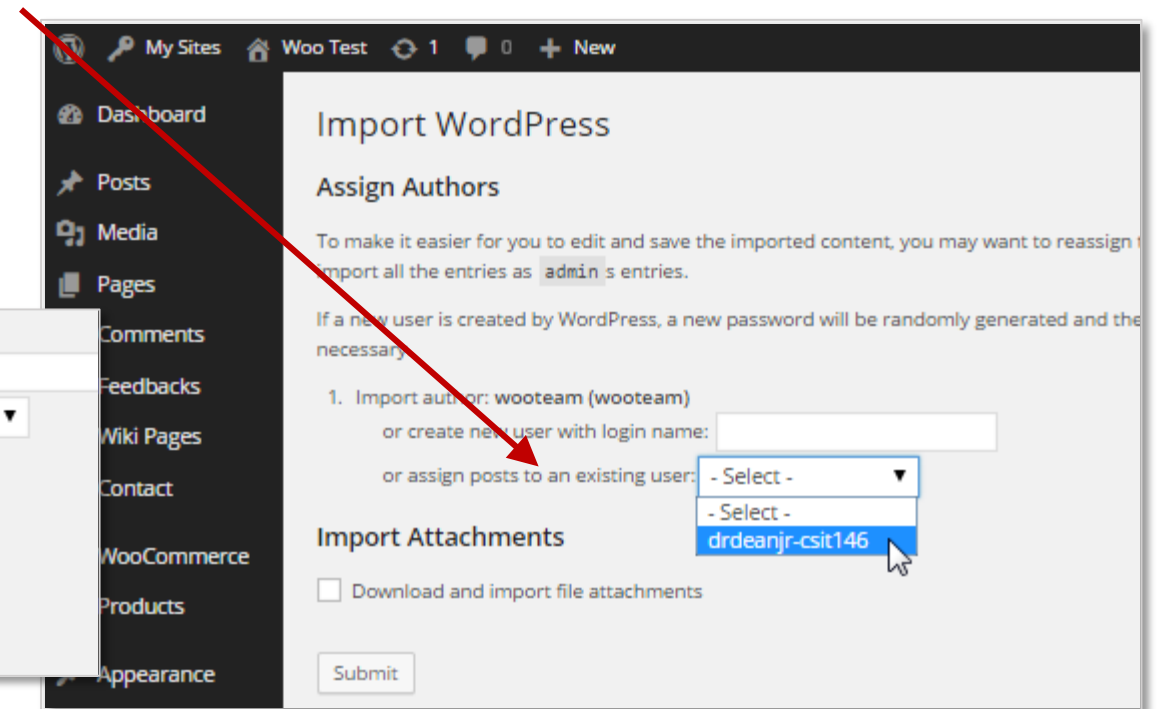 My Sites Woo Test 1 0 New
Dashboard
Posts
Media
Pages
Comments
Feedbacks
Wiki Pages
Contact
WooCommerce
Products
Appearance
Import WordPress
Assign Authors
To make it easier for you to edit and save the imported content, you may want to reassign
import all the entries as admin s entries.
If a new user is created by WordPress, a new password will be randomly generated and the
necessary
1. Import author: wooteam (wooteam)
or create new user with login name:
or assign posts to an existing user: - Select -
- Select -
drdeanjr-csit146
Import Attachments
Download and import file attachments
Submit